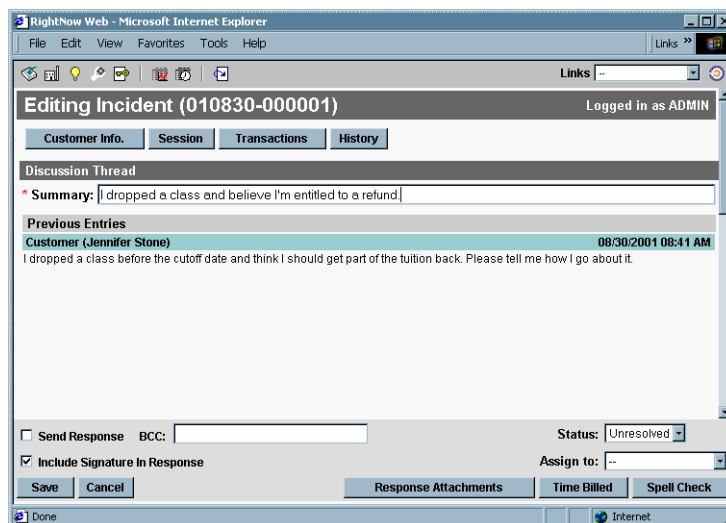 RightNow Web - Microsoft Internet Explorer
File Edit View Favorites Tools Help Links »
Links --
Editing Incident (010830-000001) Logged in as ADMIN
Customer Info. Session Transactions History
Discussion Thread
* Summary: I dropped a class and believe I'm entitled to a refund.
Previous Entries
Customer (Jennifer Stone) 08/30/2001 08:41 AM
I dropped a class before the cutoff date and think I should get part of the tuition back. Please tell me how I go about it.
Send Response BCC: Status: Unresolved
Include Signature In Response Assign to: --
Save Cancel Response Attachments Time Billed Spell Check
Done Internet